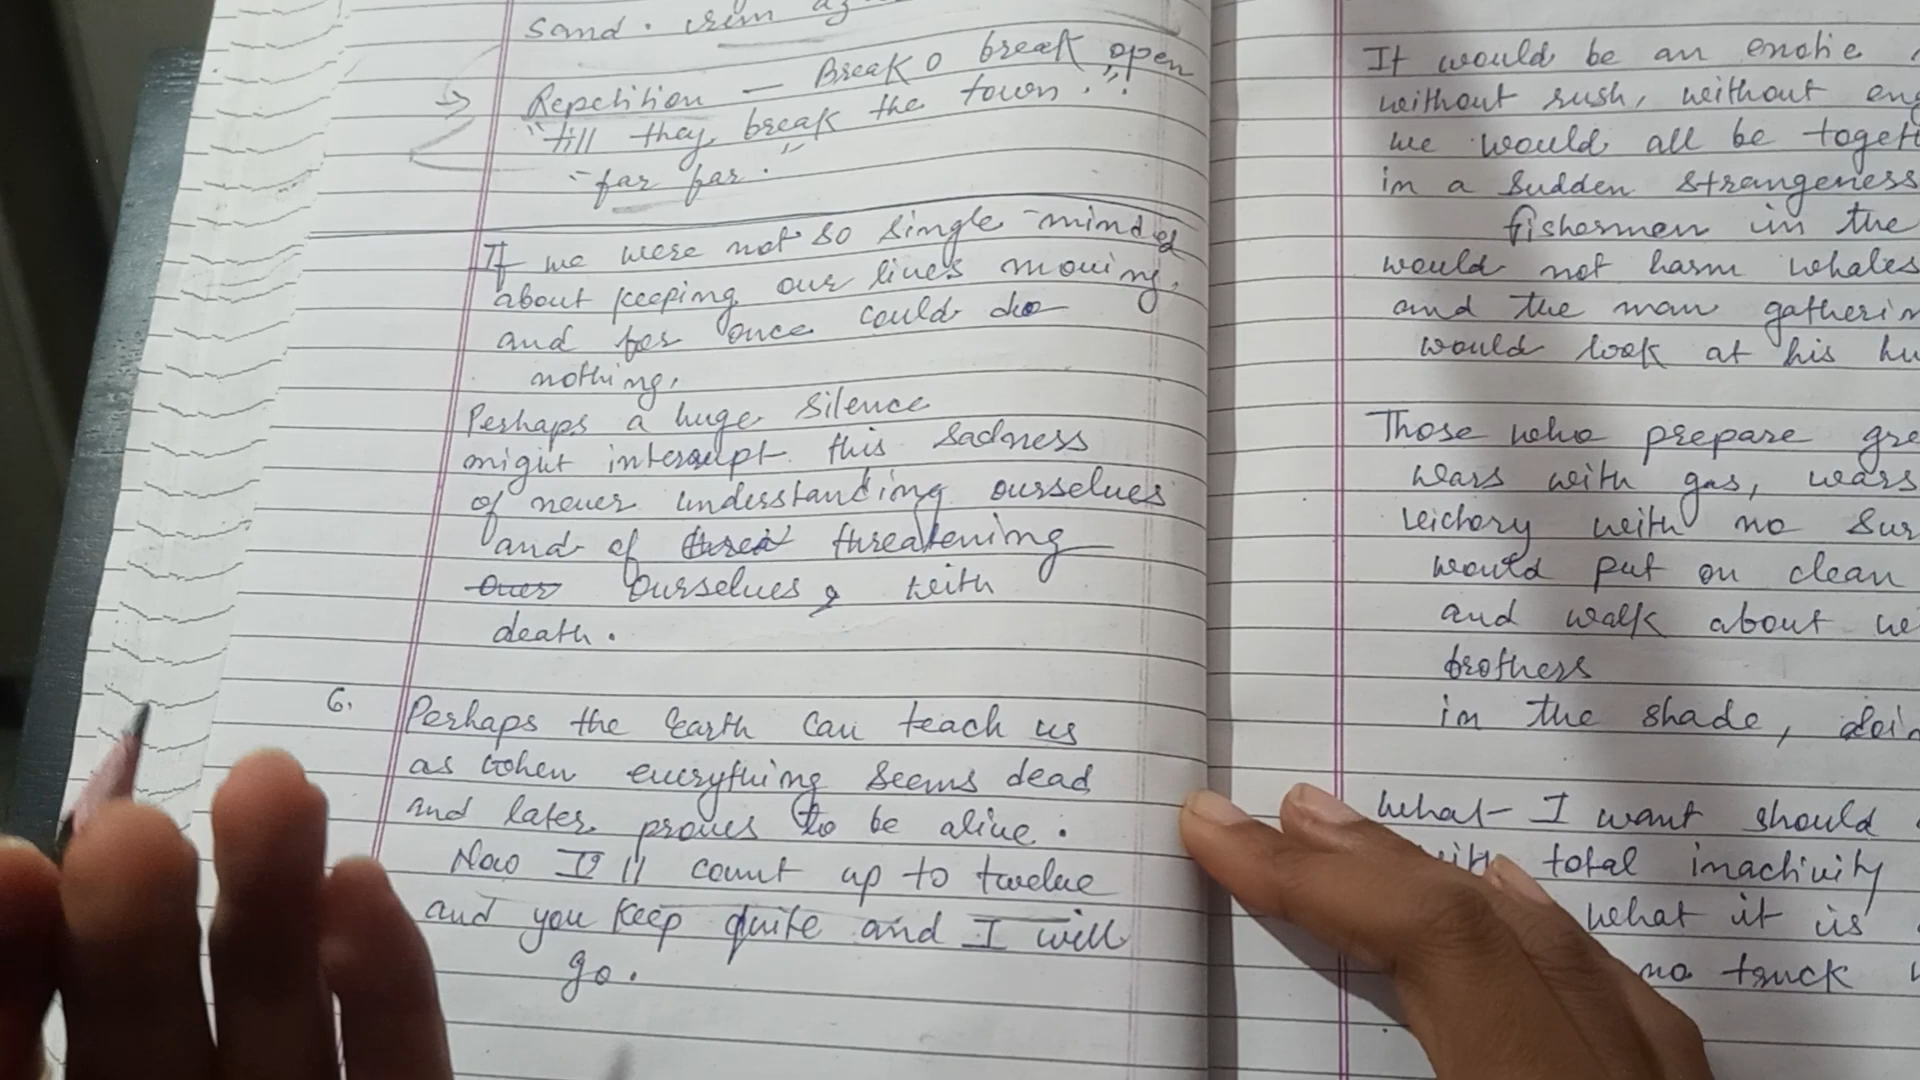 sand.
Repetition — Break o break open
"till they, break the town."
"far far."
If we were not so single-minded
about keeping our lives moving,
and for once could do
nothing,
Perhaps a huge silence
might interrupt this sadness
of never understanding ourselves
and of threa threatening
Over ourselves, with
death.
6. Perhaps the Earth can teach us
as when everything seems dead
and later proves to be alive.
Now I'll count up to twelve
and you keep quite and I will
go.
It would be an exotic
without rush, without
we would all be
in a sudden strangeness
fishermen in the
would not harm whales
and the man
would look at his
Those who prepare
wars with gas, wars
victory with no
would put on clean
and walk about
brothers
in the shade,
What I want should
total inactivity
what it is
no truck